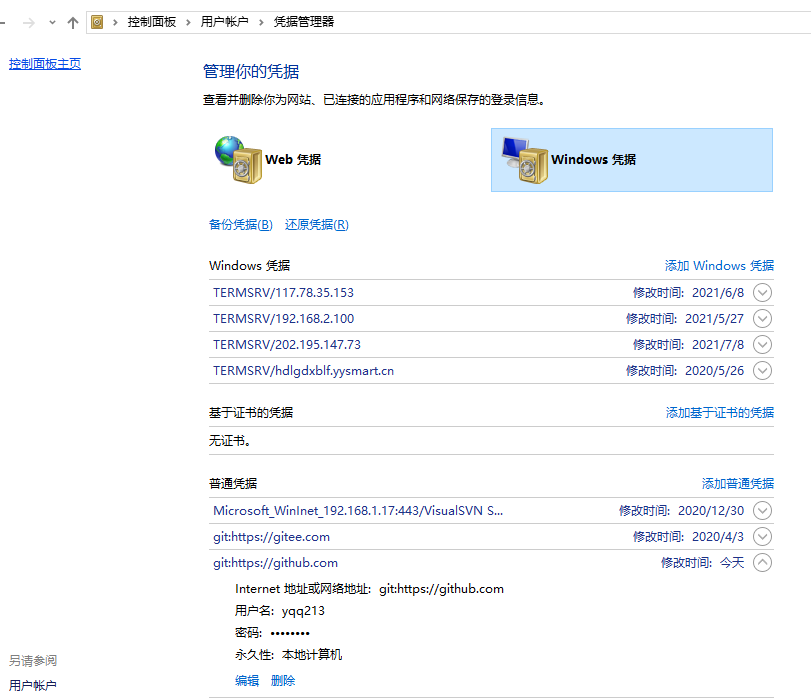 控制面板 › 用户帐户 › 凭据管理器
控制面板主页
管理你的凭据
查看并删除你为网站、已连接的应用程序和网络保存的登录信息。
Web 凭据
Windows 凭据
备份凭据(B) 还原凭据(R)
Windows 凭据 添加 Windows 凭据
TERMSRV/117.78.35.153 修改时间: 2021/6/8
TERMSRV/192.168.2.100 修改时间: 2021/5/27
TERMSRV/202.195.147.73 修改时间: 2021/7/8
TERMSRV/hdlgdxblf.yysmart.cn 修改时间: 2020/5/26
基于证书的凭据 添加基于证书的凭据
无证书。
普通凭据 添加普通凭据
Microsoft_WinInet_192.168.1.17:443/VisualSVN S... 修改时间: 2020/12/30
git:https://gitee.com 修改时间: 2020/4/3
git:https://github.com 修改时间: 今天
Internet 地址或网络地址: git:https://github.com
用户名: yqq213
密码: ••••••••
永久性: 本地计算机
编辑 删除
另请参阅
用户帐户